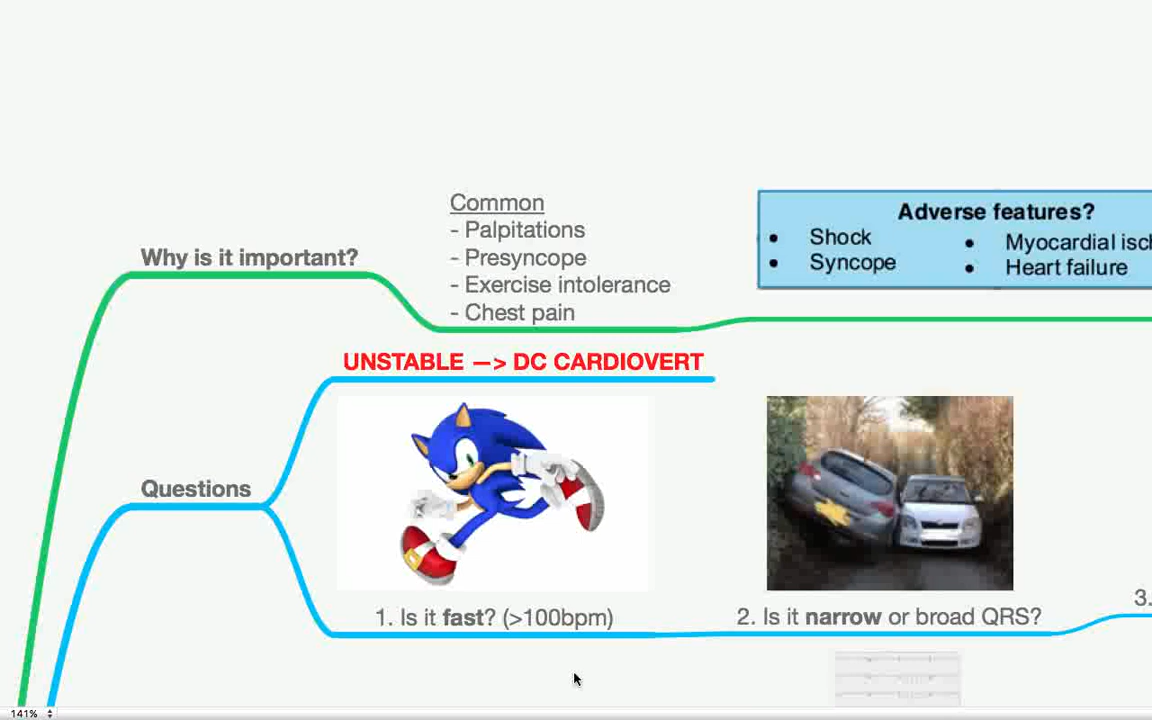 Common
- Palpitations
- Presyncope
- Exercise intolerance
- Chest pain
Why is it important?
Adverse features?
• Shock
• Syncope
• Myocardial isch
• Heart failure
UNSTABLE —> DC CARDIOVERT
Questions
1. Is it fast? (>100bpm)
2. Is it narrow or broad QRS?
3.
141%